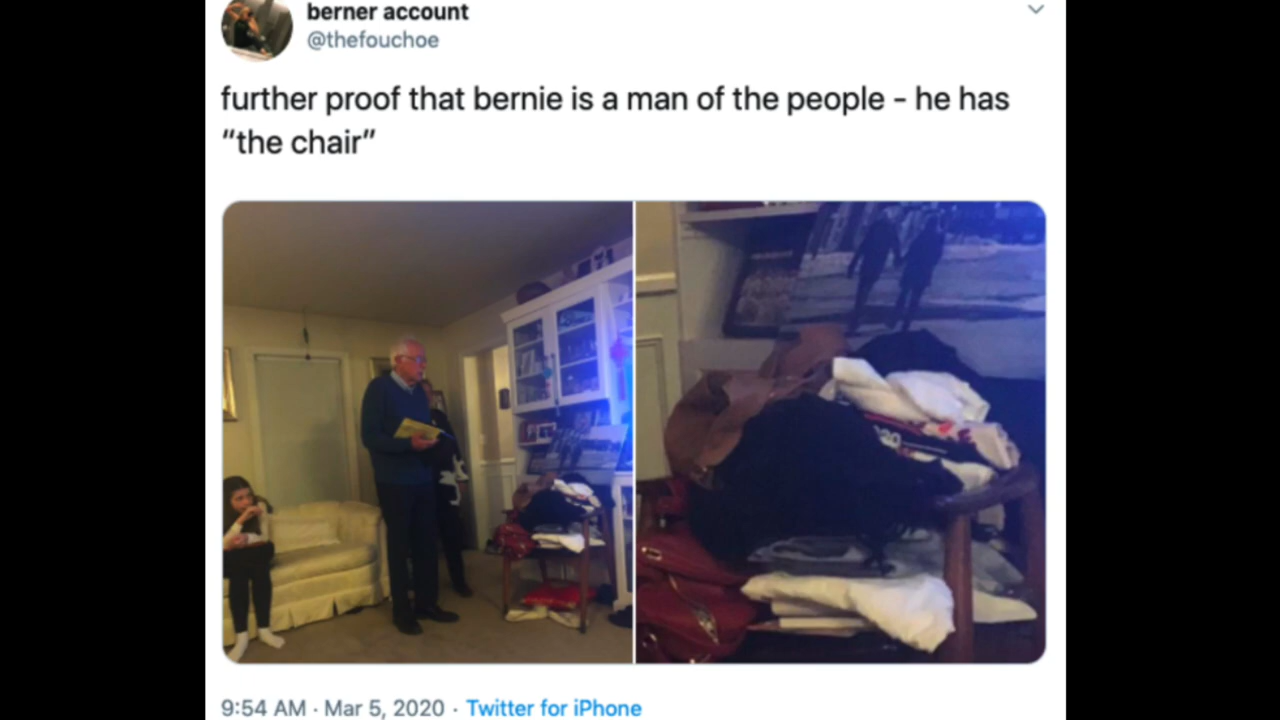 berner account
@thefouchoe
further proof that bernie is a man of the people - he has
“the chair”
9:54 AM · Mar 5, 2020 · Twitter for iPhone